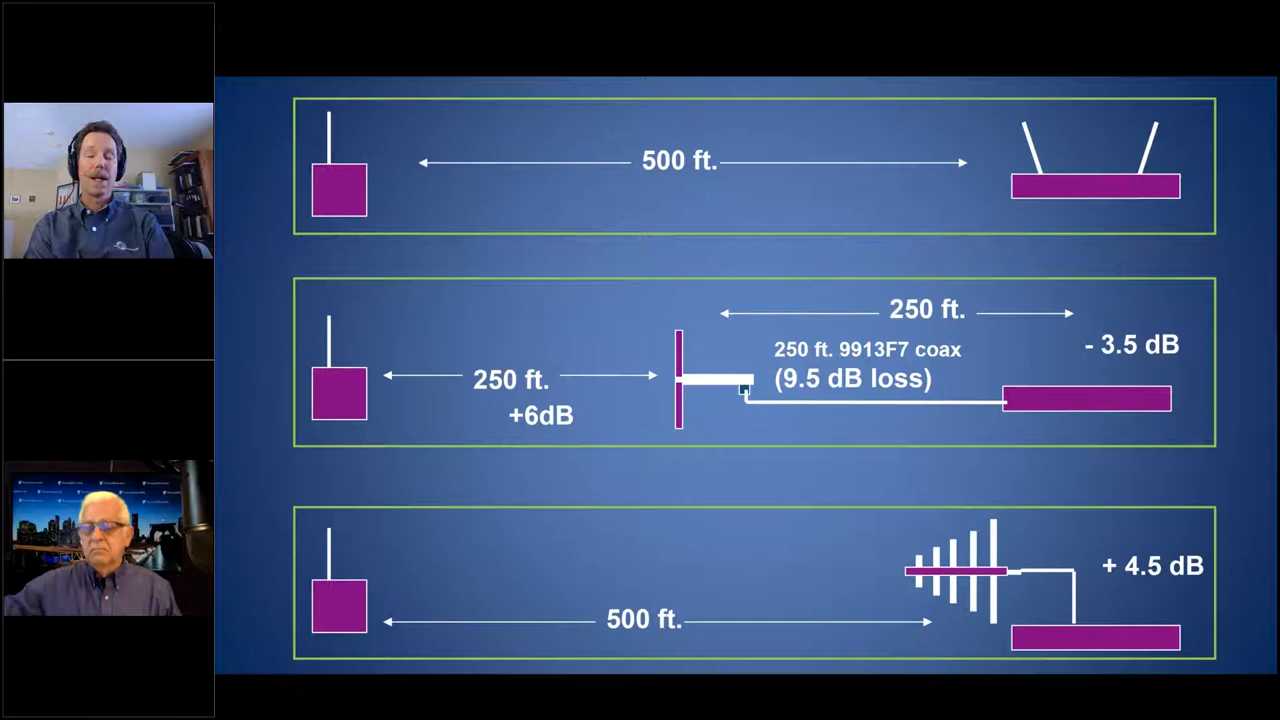 500 ft.
250 ft.
- 3.5 dB
250 ft. 9913F7 coax
250 ft.
(9.5 dB loss)
+6dB
+ 4.5 dB
500 ft.